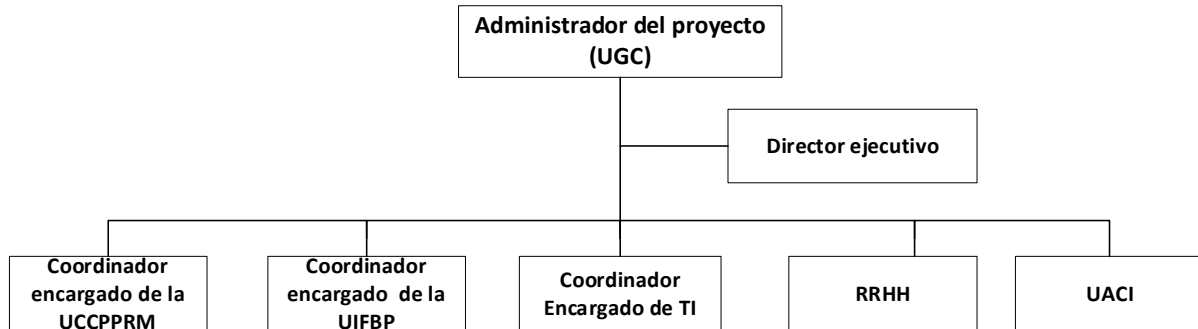 Administrador del proyecto
(UGC)
Director ejecutivo
Coordinador
encargado de la
UCCPPRM
Coordinador
encargado  de la
UIFBP
Coordinador
Encargado de TI
RRHH
UACI